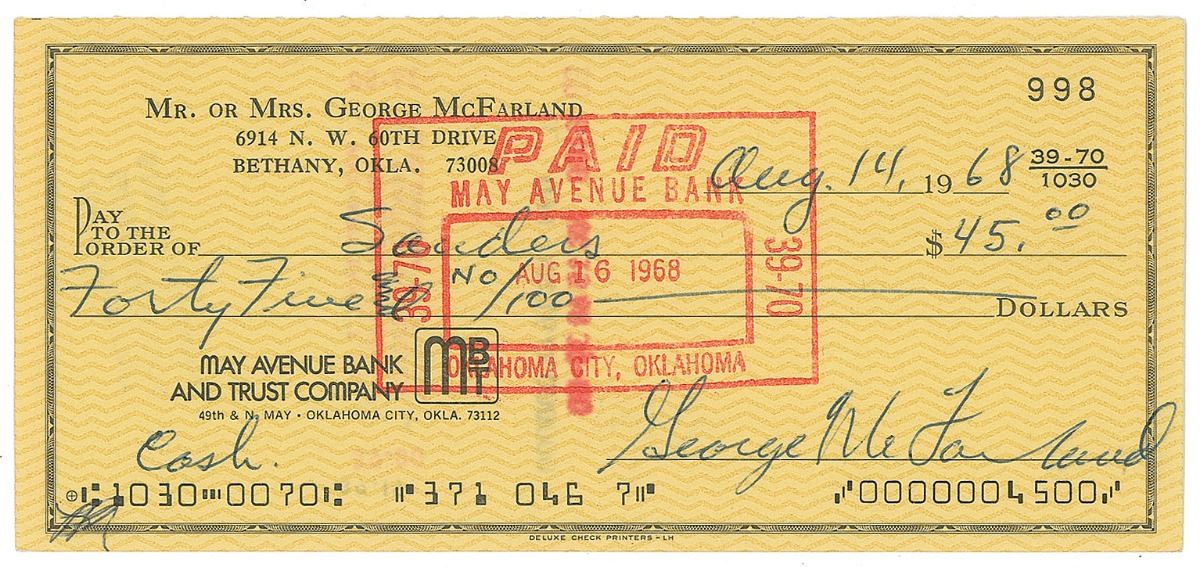 998
MR. OR MRS. GEORGE MCFARLAND
6914 N. W. 60TH DRIVE
BETHANY, OKLA. 73008
PAID
MAY AVENUE BANK
Aug. 14, 1968
39-70
1030
PAY TO THE ORDER OF Sanders $ 45.00
39-70
AUG 16 1968
39-70
Forty Five & No/100 DOLLARS
OKLAHOMA CITY, OKLAHOMA
MAY AVENUE BANK
AND TRUST COMPANY
MBT
49th & N. MAY • OKLAHOMA CITY, OKLA. 73112
Cash.
George McFarland
⑆1030⑉0070⑆ ⑈371 046 7⑈ ⑇0000004500⑇
DELUXE CHECK PRINTERS - LH